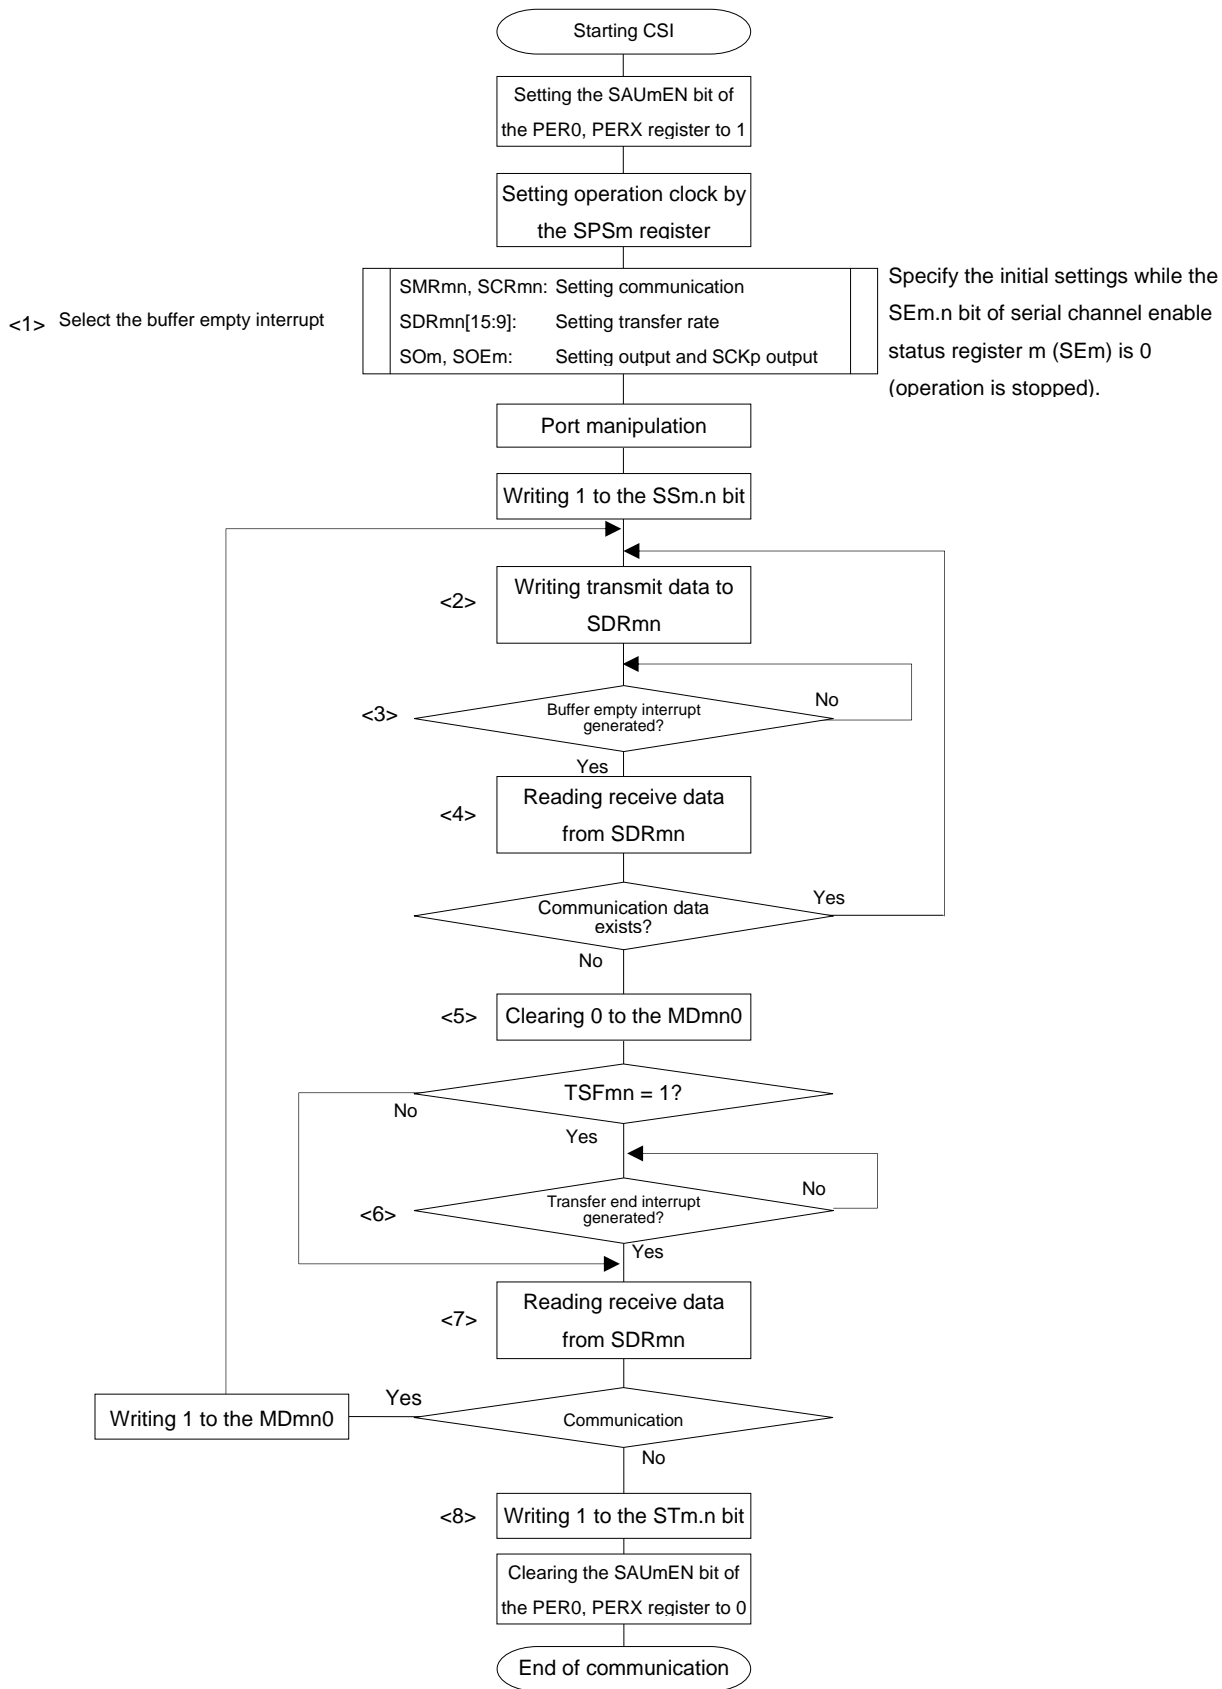 Starting CSI
Setting the SAUmEN bit of
the PER0, PERX register to 1
Setting operation clock by
the SPSm register
<1> Select the buffer empty interrupt
SMRmn, SCRmn: Setting communication
SDRmn[15:9]: Setting transfer rate
SOm, SOEm: Setting output and SCKp output
Specify the initial settings while the
SEm.n bit of serial channel enable
status register m (SEm) is 0
(operation is stopped).
Port manipulation
Writing 1 to the SSm.n bit
<2>
Writing transmit data to
SDRmn
<3>
Buffer empty interrupt
generated?
No
Yes
<4>
Reading receive data
from SDRmn
Communication data
exists?
Yes
No
<5>
Clearing 0 to the MDmn0
TSFmn = 1?
No
Yes
<6>
Transfer end interrupt
generated?
No
Yes
<7>
Reading receive data
from SDRmn
Writing 1 to the MDmn0
Yes
Communication
No
<8>
Writing 1 to the STm.n bit
Clearing the SAUmEN bit of
the PER0, PERX register to 0
End of communication